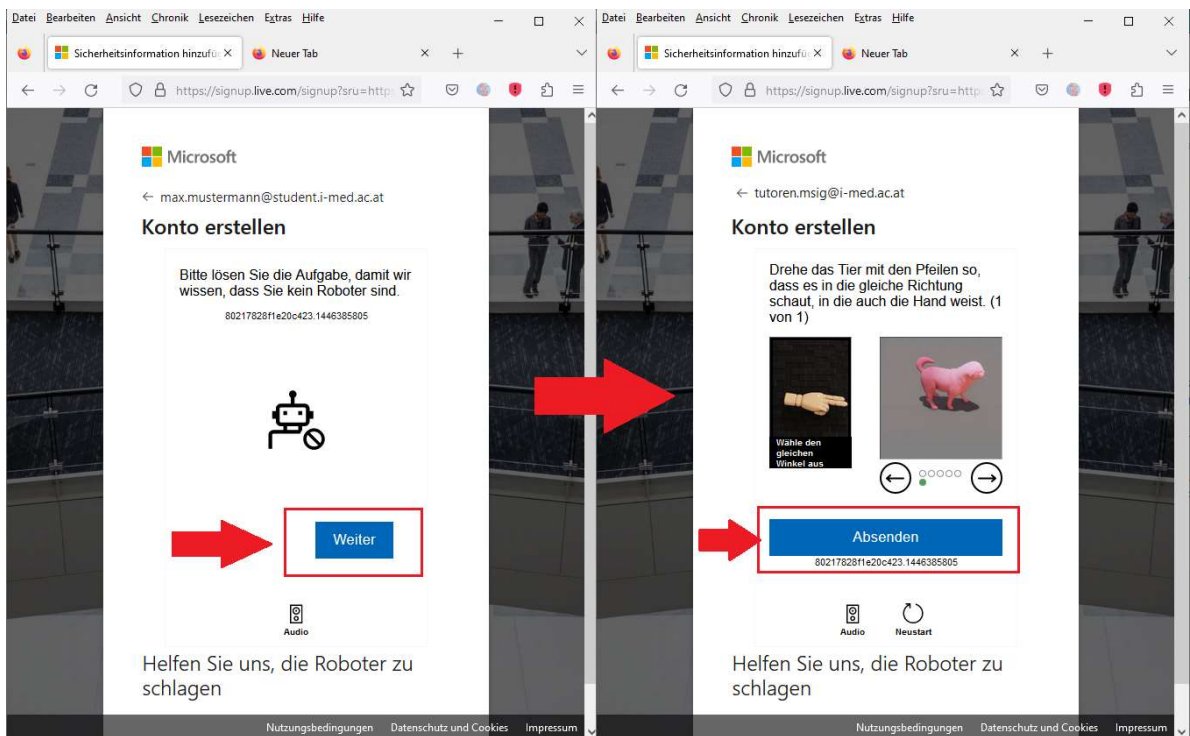 Datei Bearbeiten Ansicht Chronik Lesezeichen Extras Hilfe
Sicherheitsinformation hinzufü
Neuer Tab
https://signup.live.com/signup?sru=http
Microsoft
← max.mustermann@student.i-med.ac.at
Konto erstellen
Bitte lösen Sie die Aufgabe, damit wir
wissen, dass Sie kein Roboter sind.
80217828f1e20c423.1446385805
Weiter
Audio
Helfen Sie uns, die Roboter zu
schlagen
Nutzungsbedingungen Datenschutz und Cookies Impressum
Datei Bearbeiten Ansicht Chronik Lesezeichen Extras Hilfe
Sicherheitsinformation hinzufü
Neuer Tab
https://signup.live.com/signup?sru=http
Microsoft
← tutoren.msig@i-med.ac.at
Konto erstellen
Drehe das Tier mit den Pfeilen so,
dass es in die gleiche Richtung
schaut, in die auch die Hand weist. (1
von 1)
Wähle den
gleichen
Winkel aus
Absenden
80217828f1e20c423.1446385805
Audio Neustart
Helfen Sie uns, die Roboter zu
schlagen
Nutzungsbedingungen Datenschutz und Cookies Impressum